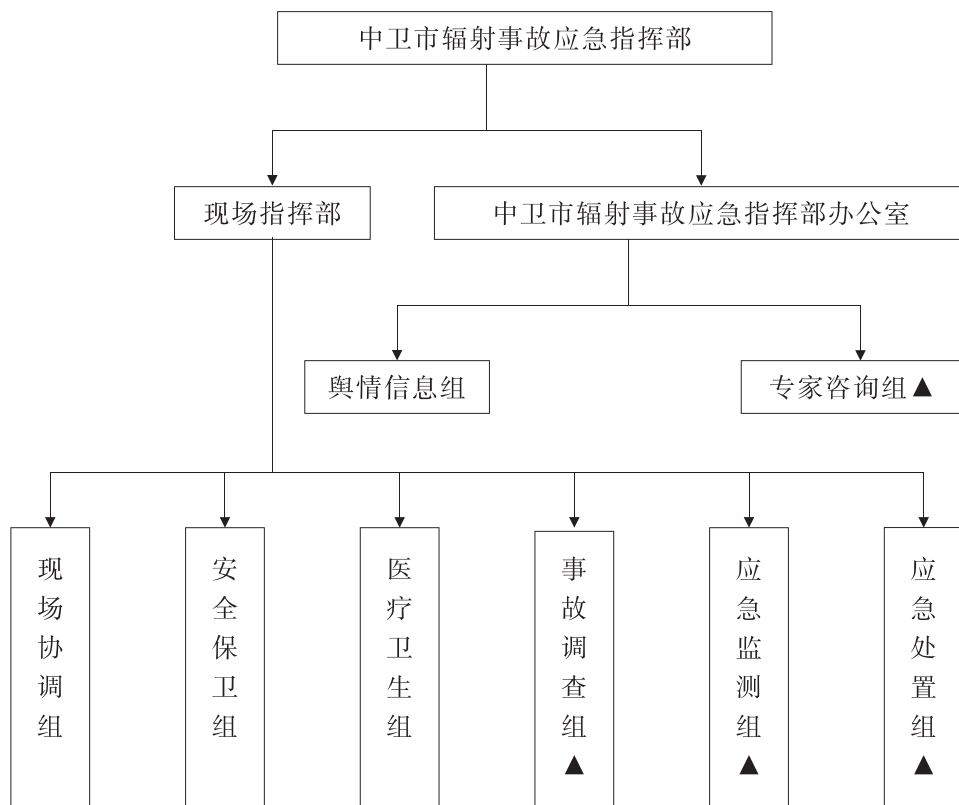 中卫市辐射事故应急指挥部
现场指挥部
中卫市辐射事故应急指挥部办公室
舆情信息组
专家咨询组▲
现场协调组
安全保卫组
医疗卫生组
事故调查组▲
应急监测组▲
应急处置组▲